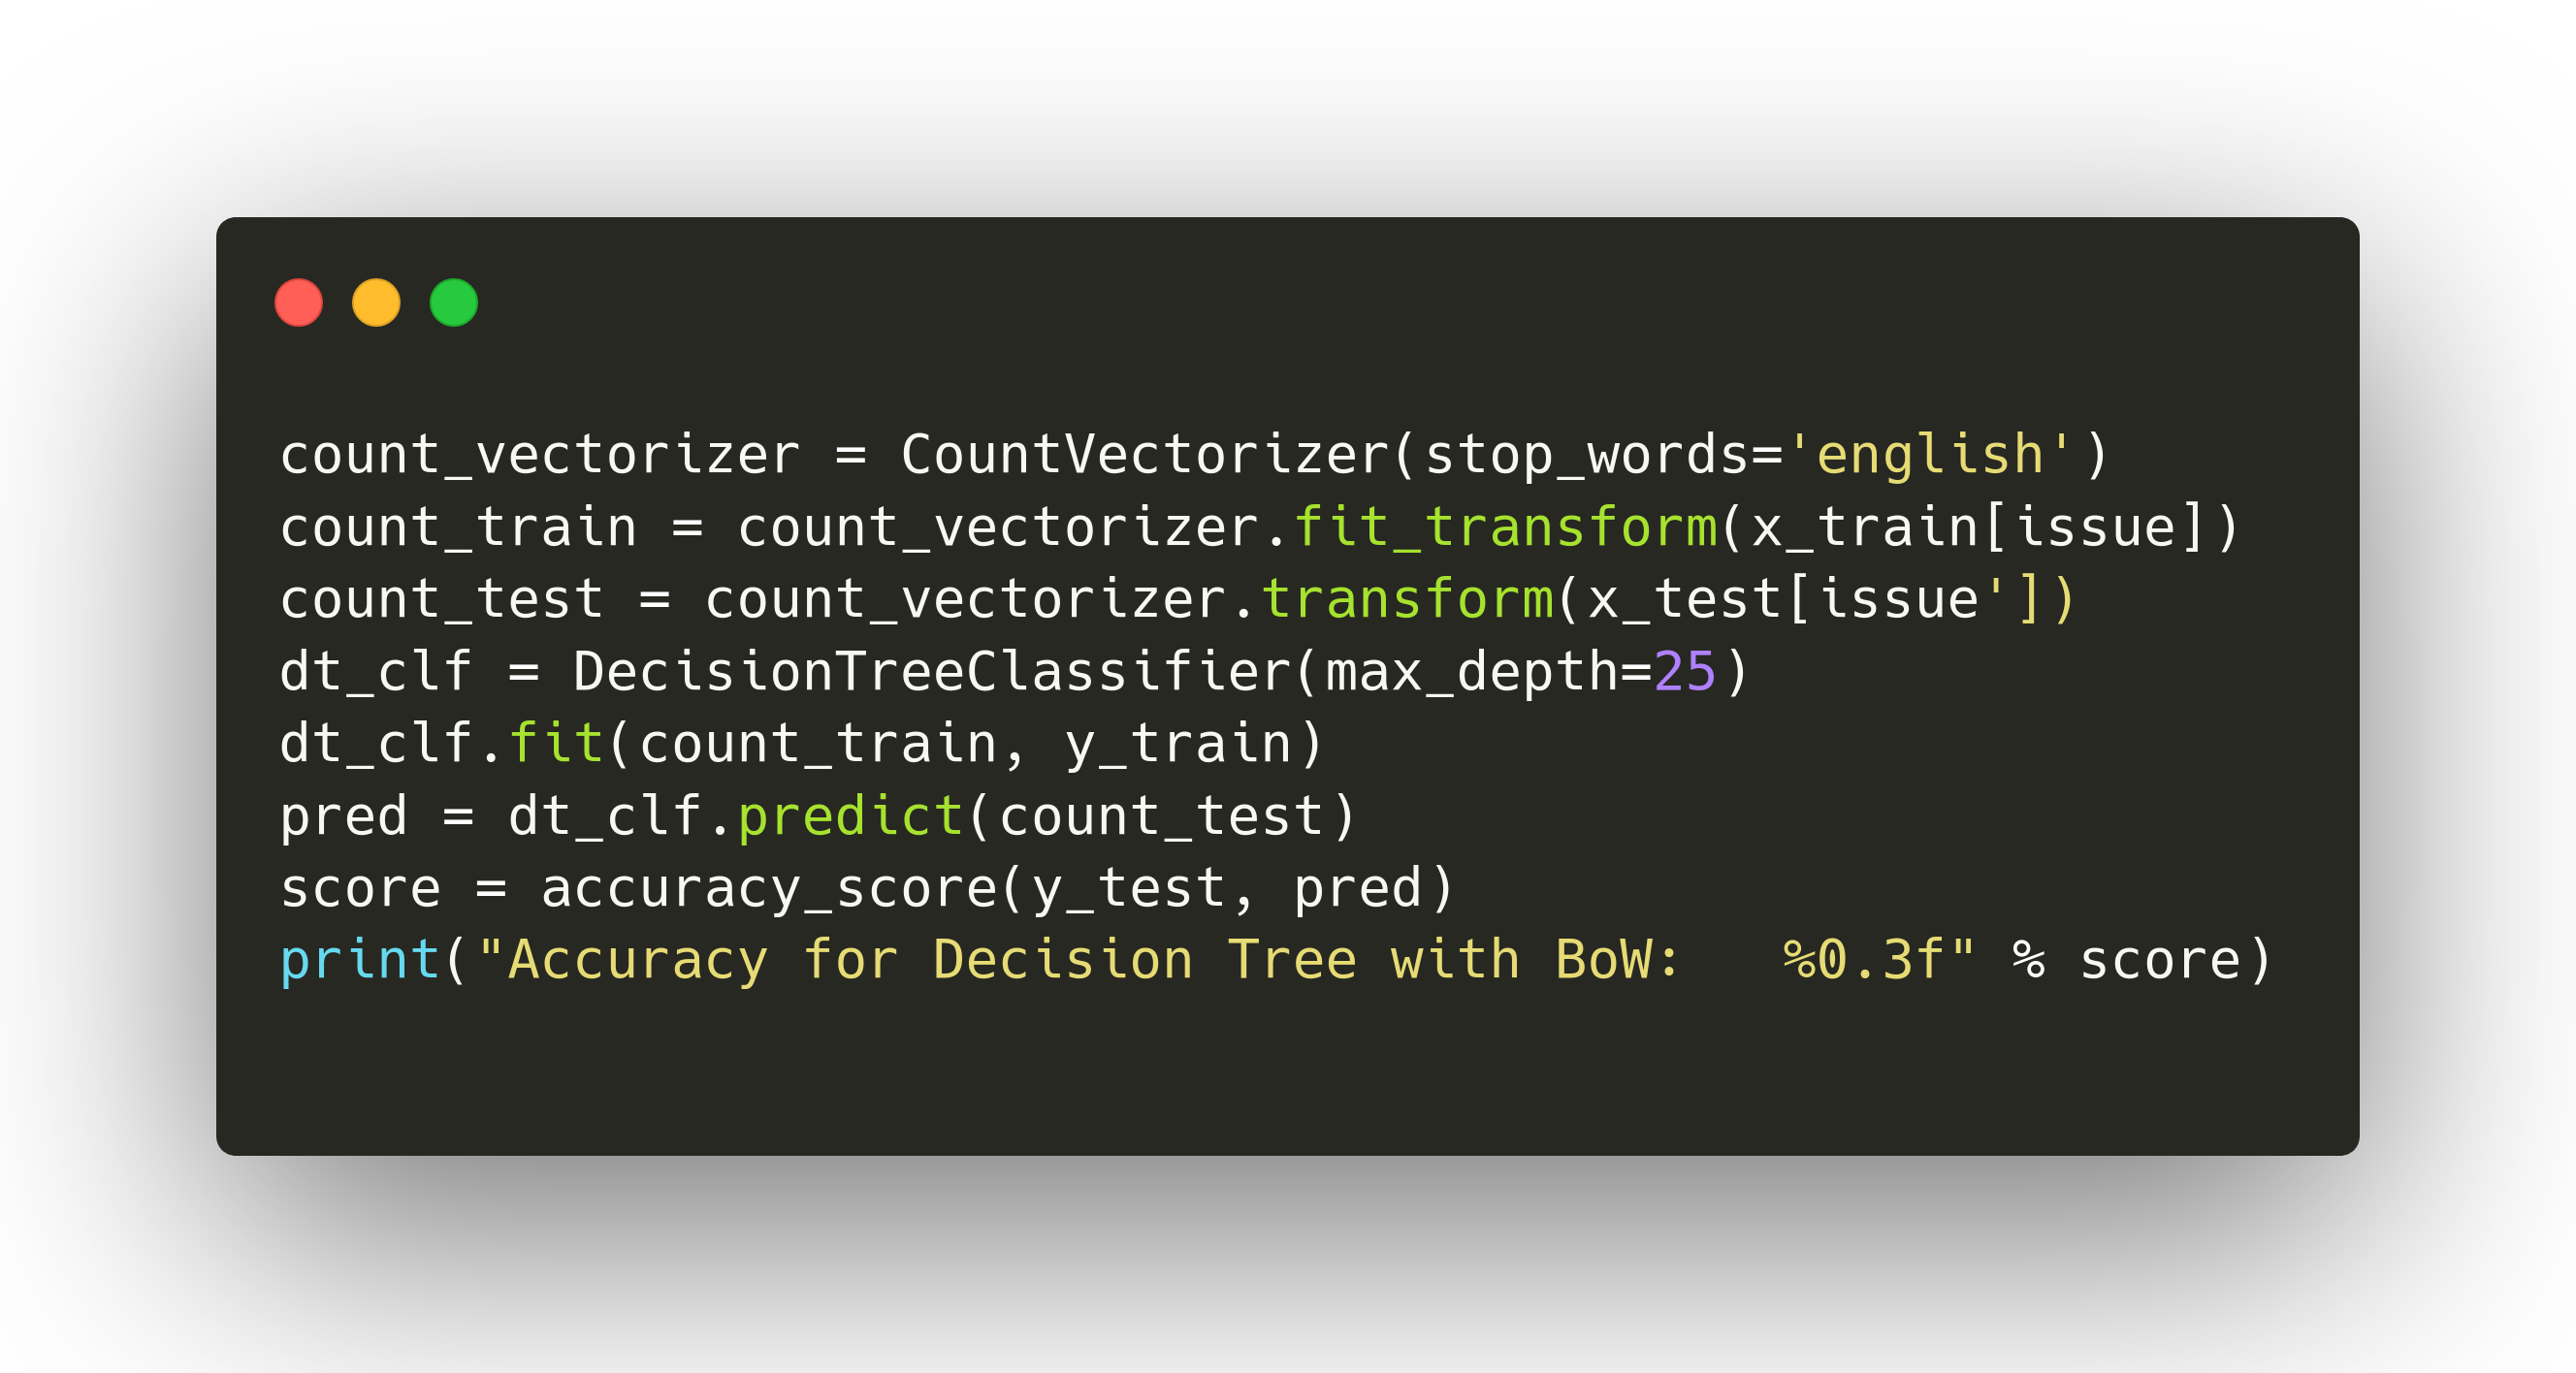 count_vectorizer = CountVectorizer(stop_words='english')
count_train = count_vectorizer.fit_transform(x_train[issue])
count_test = count_vectorizer.transform(x_test[issue'])
dt_clf = DecisionTreeClassifier(max_depth=25)
dt_clf.fit(count_train, y_train)
pred = dt_clf.predict(count_test)
score = accuracy_score(y_test, pred)
print("Accuracy for Decision Tree with BoW:   %0.3f" % score)